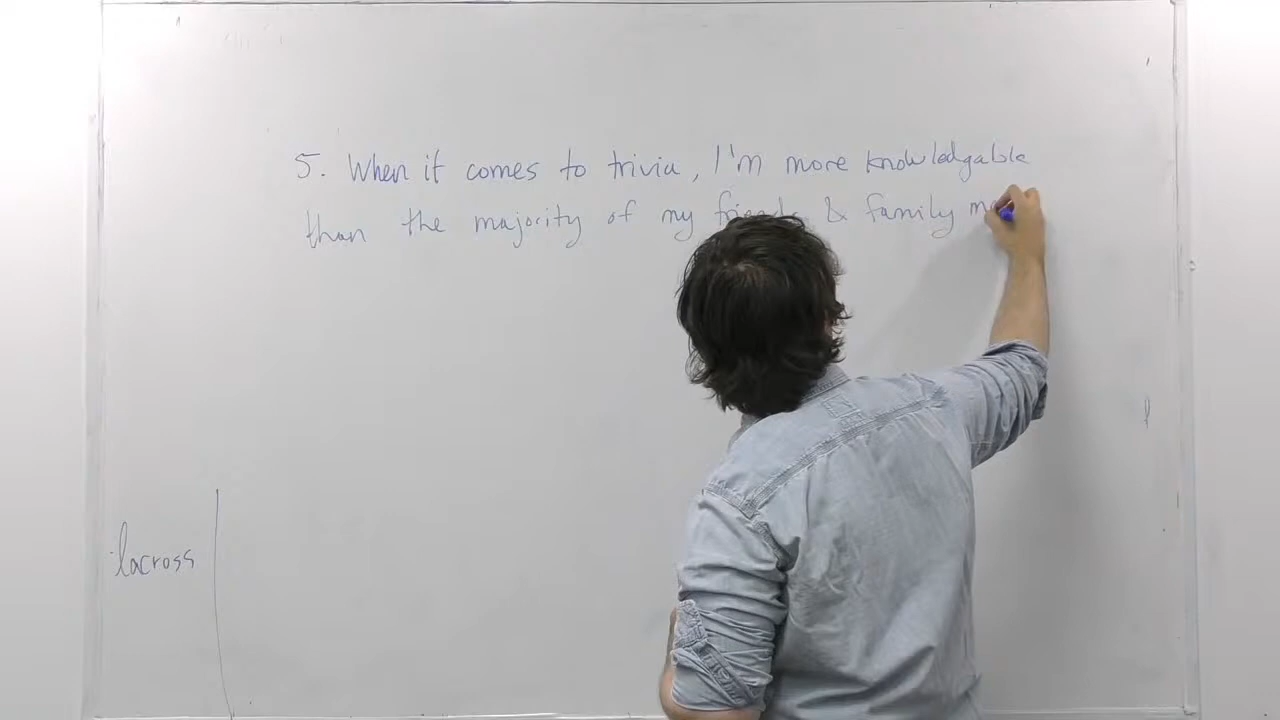 5. When it comes to trivia, I'm more knowledgable
than the majority of my & family
lacross